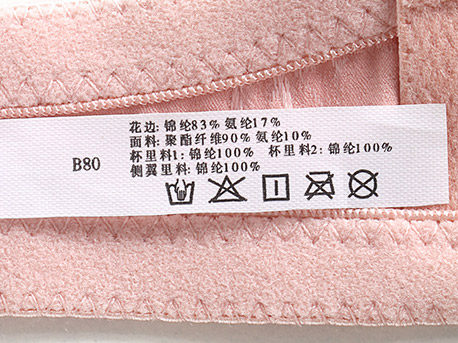 花边: 锦纶83% 氨纶17%
面料: 聚酯纤维90% 氨纶10%
B80
杯里料1: 锦纶100% 杯里料2: 锦纶100%
侧翼里料: 锦纶100%